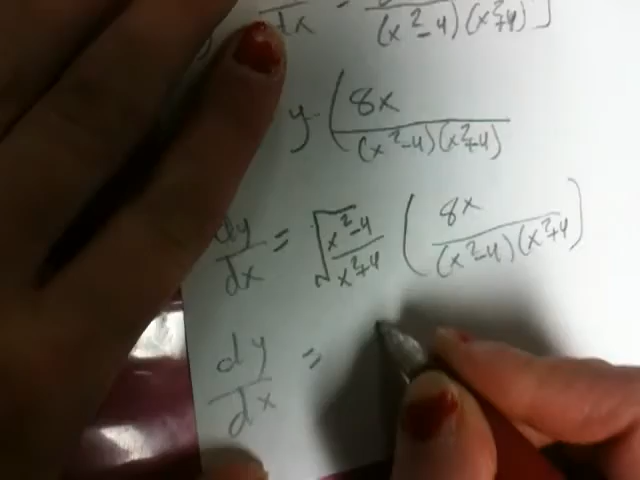 dx (x²-4)(x²+4) ]
y · ( 8x / (x²-4)(x²+4)
dy/dx = √(x²-4 / x²+4) ( 8x / (x²-4)(x²+4) )
dy/dx =